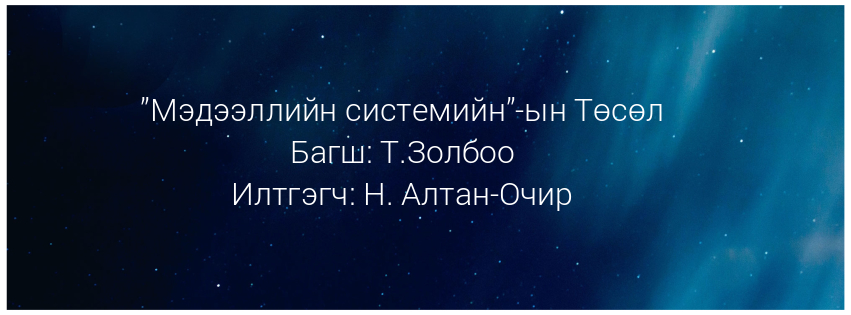 "Мэдээллийн системийн"-ын Төсөл
Багш: Т.Золбоо
Илтгэгч: Н. Алтан-Очир